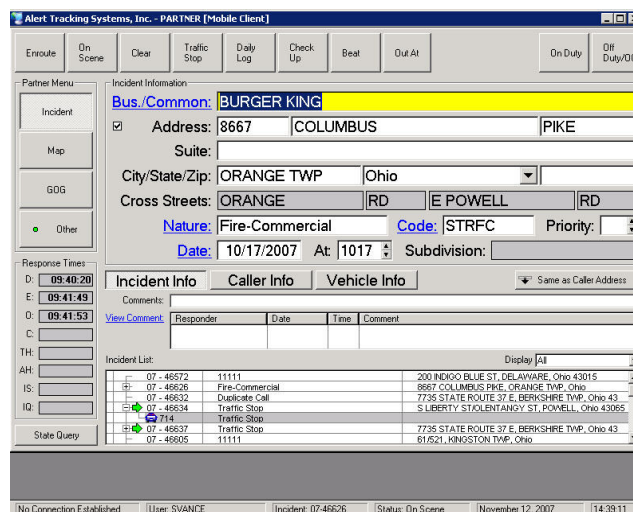 Alert Tracking Systems, Inc. - PARTNER [Mobile Client]
Enroute On Scene Clear Traffic Stop Daily Log Check Up Beat Out At On Duty Off Duty/O
Partner Menu
Incident
Map
GOG
Other
Incident Information
Bus./Common: BURGER KING
Address: 8667 COLUMBUS PIKE
Suite:
City/State/Zip: ORANGE TWP Ohio
Cross Streets: ORANGE RD E POWELL RD
Nature: Fire-Commercial Code: STRFC Priority:
Date: 10/17/2007 At: 1017 Subdivision:
Response Times
D: 09:40:20
E: 09:41:49
O: 09:41:53
C:
TH:
AH:
IS:
IQ:
State Query
Incident Info Caller Info Vehicle Info Same as Caller Address
Comments:
View Comment: Responder Date Time Comment
Incident List: Display All
07 - 46572 11111 200 INDIGO BLUE ST, DELAWARE, Ohio 43015
07 - 46626 Fire-Commercial 8667 COLUMBUS PIKE, ORANGE TWP, Ohio
07 - 46632 Duplicate Call 7735 STATE ROUTE 37 E, BERKSHIRE TWP, Ohio 43
07 - 46634 Traffic Stop S LIBERTY ST/OLENTANGY ST, POWELL, Ohio 43065
714 Traffic Stop
07 - 46637 Traffic Stop 7735 STATE ROUTE 37 E, BERKSHIRE TWP, Ohio 43
07 - 46605 11111 61/521, KINGSTON TWP, Ohio
No Connection Established User: SVANCE Incident: 07-46626 Status: On Scene November 12, 2007 14:39:11